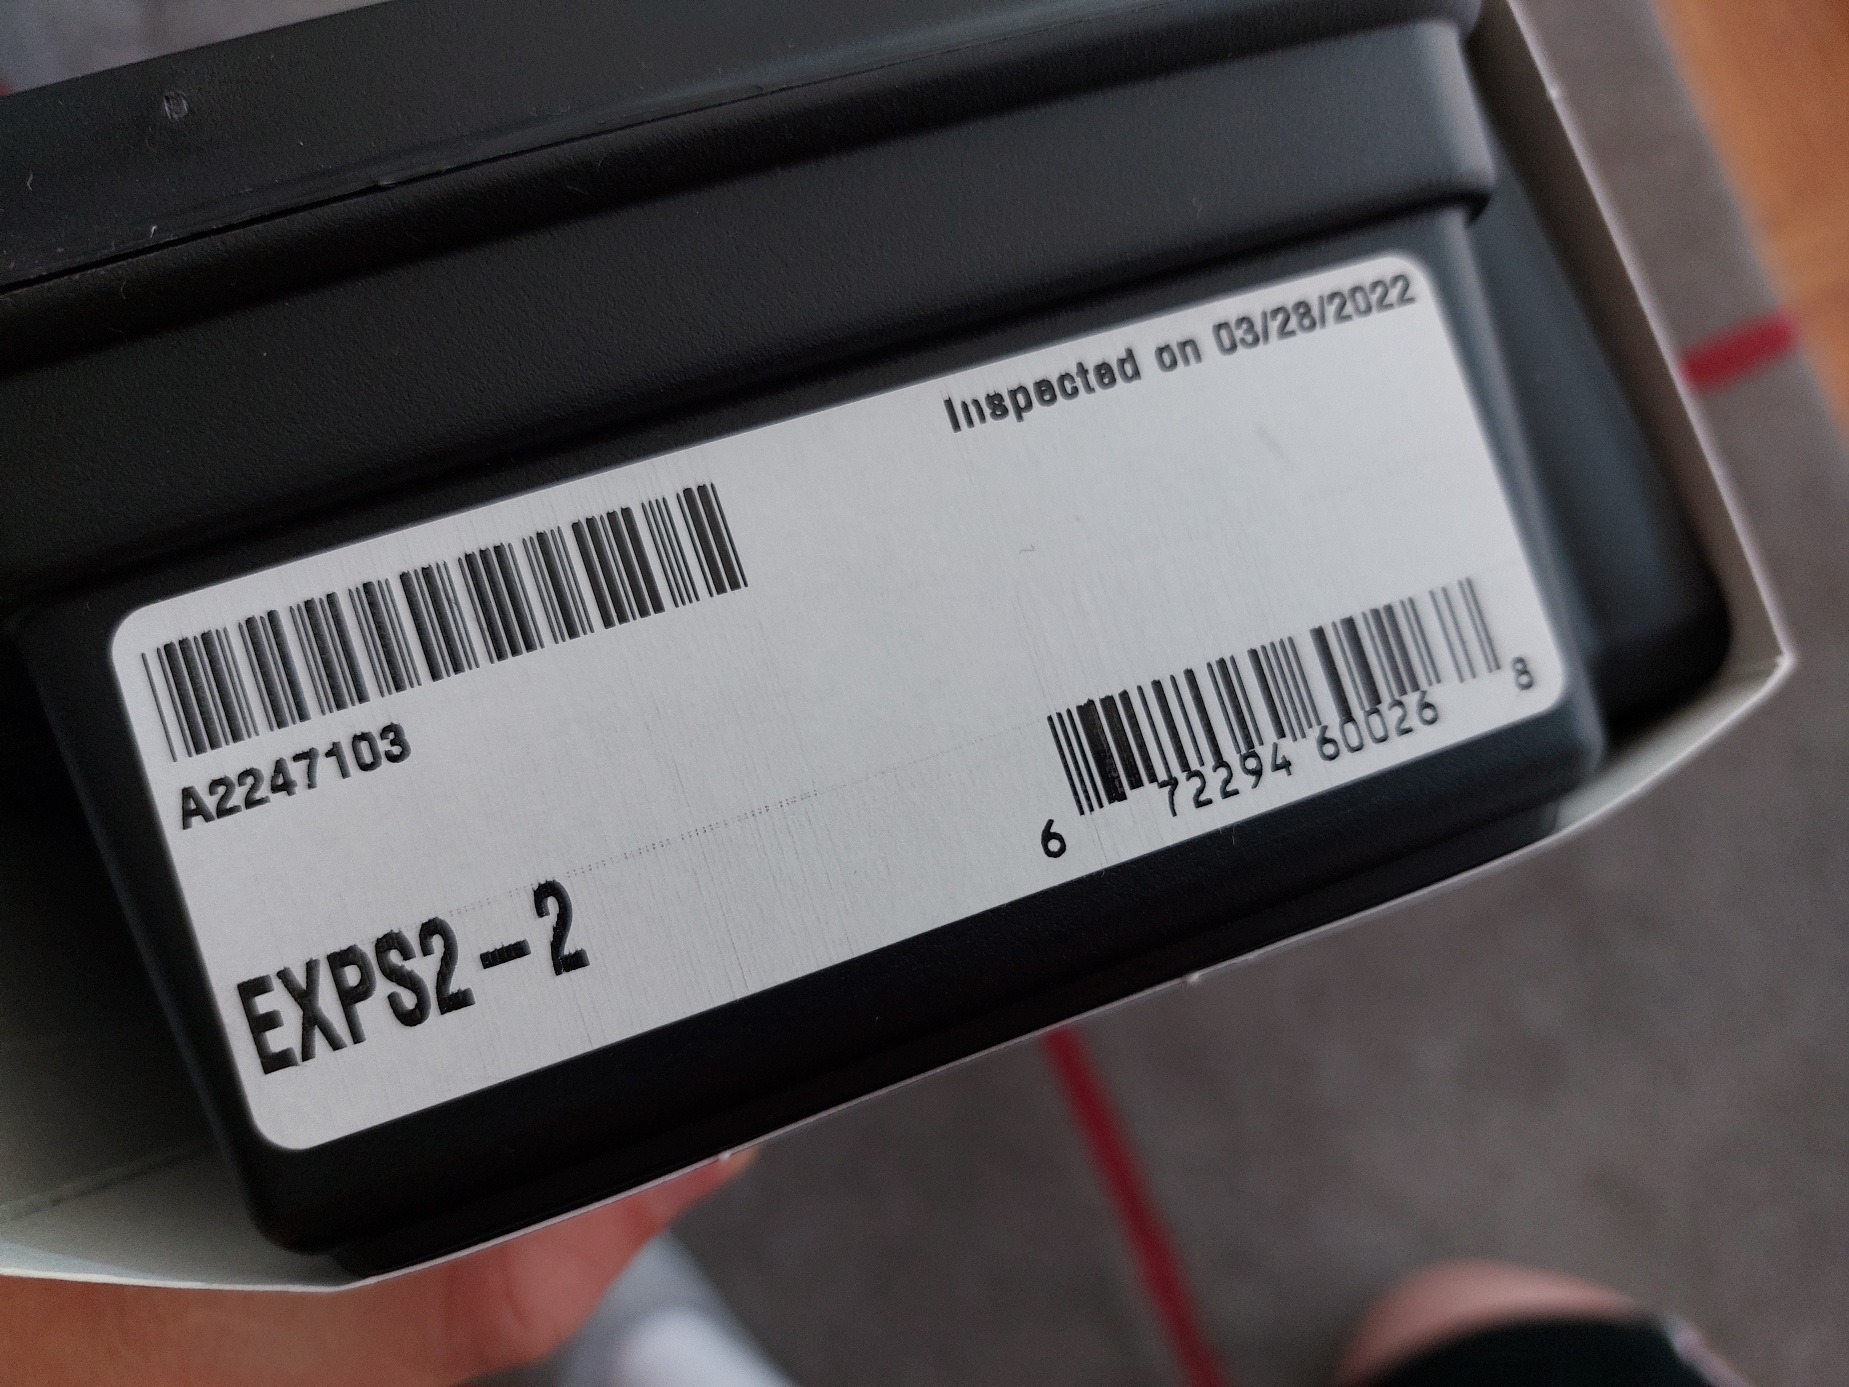 Inspected on 03/28/2022
A2247103
6 72294 60026 8
EXPS2-2